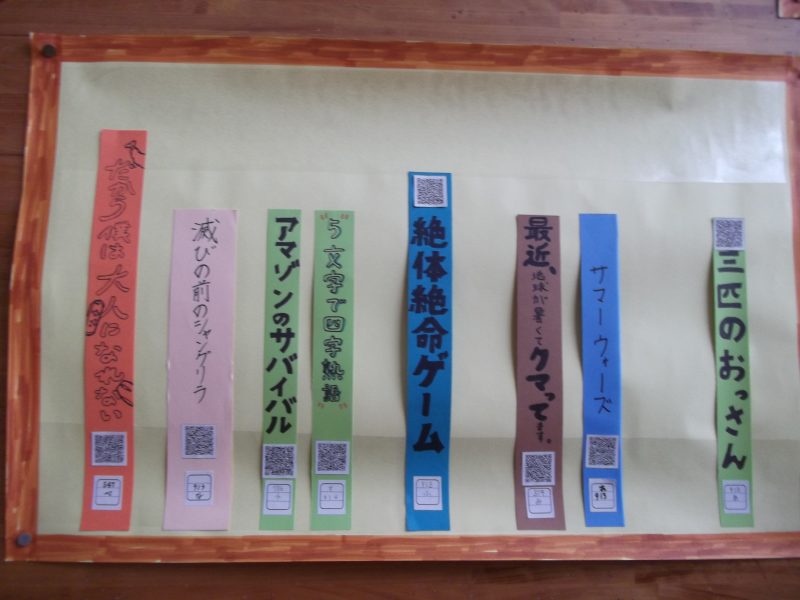 だから僕は大人になれない
滅びの前のシャングリラ
アマゾンのサバイバル
"5文字で四字熟語"
絶体絶命ゲーム
最近、地球が暑くてクマってます。
サマーウォーズ
三匹のおっさん